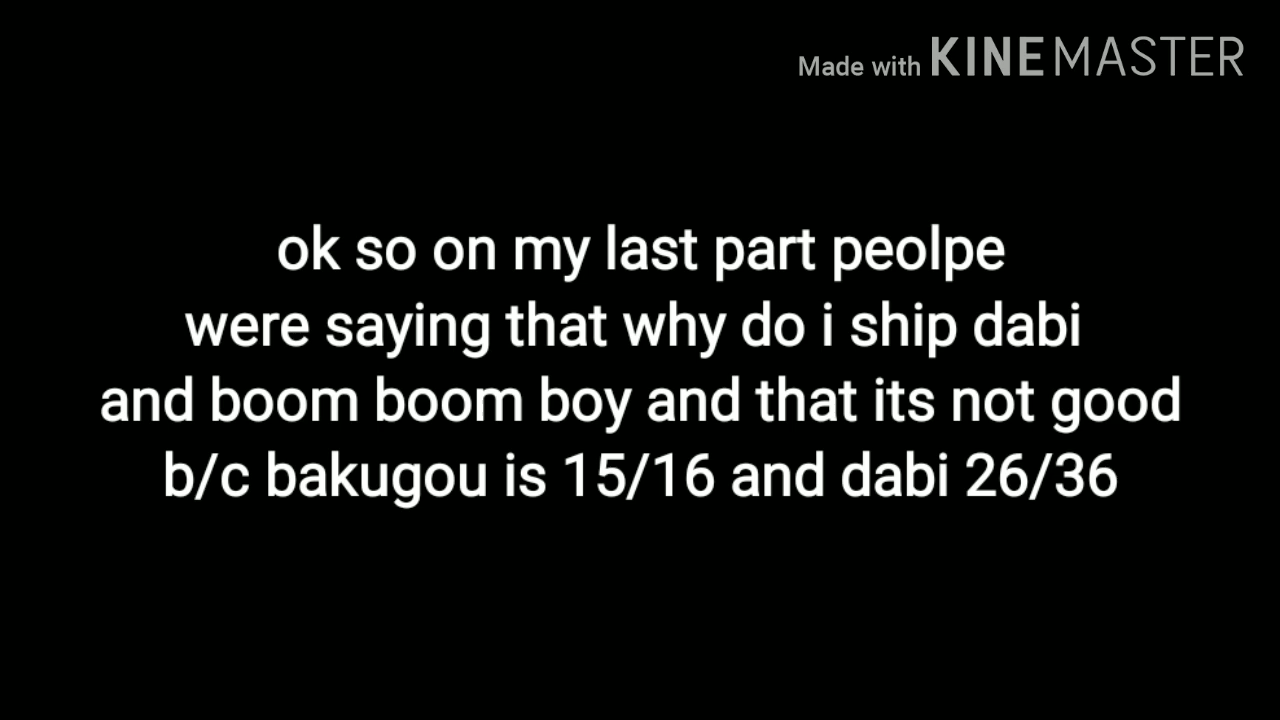 Made with KINEMASTER
ok so on my last part peolpe
were saying that why do i ship dabi
and boom boom boy and that its not good
b/c bakugou is 15/16 and dabi 26/36